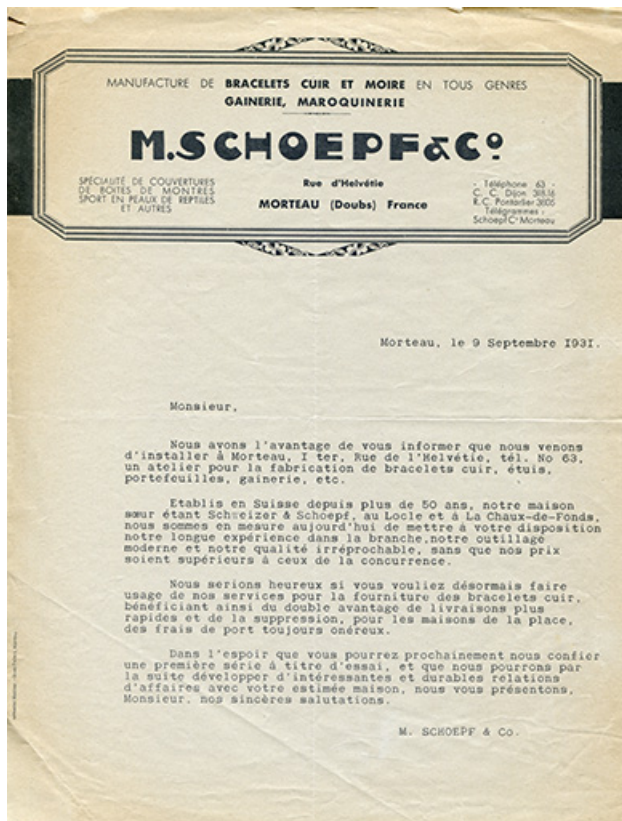 MANUFACTURE DE BRACELETS CUIR ET MOIRE EN TOUS GENRES
GAINERIE, MAROQUINERIE
M.SCHOEPF & Cº
SPÉCIALITÉ DE COUVERTURES
DE BOITES DE MONTRES
SPORT EN PEAUX DE REPTILES
ET AUTRES
Rue d'Helvétie
MORTEAU (Doubs) France
- Téléphone 63 -
C. C. Dijon 318.16
R. C. Pontarlier 3805
Télégrammes :
Schoepf Cº Morteau
Morteau, le 9 Septembre I93I.
Monsieur,
Nous avons l'avantage de vous informer que nous venons
d'installer à Morteau, I ter, Rue de l'Helvétie, tél. No 63,
un atelier pour la fabrication de bracelets cuir, étuis,
portefeuilles, gainerie, etc.
Etablis en Suisse depuis plus de 50 ans, notre maison
sœur étant Schweizer & Schoepf, au Locle et à La Chaux-de-Fonds,
nous sommes en mesure aujourd'hui de mettre à votre disposition
notre longue expérience dans la branche,notre outillage
moderne et notre qualité irréprochable, sans que nos prix
soient supérieurs à ceux de la concurrence.
Nous serions heureux si vous vouliez désormais faire
usage de nos services pour la fourniture des bracelets cuir,
bénéficiant ainsi du double avantage de livraisons plus
rapides et de la suppression, pour les maisons de la place,
des frais de port toujours onéreux.
Dans l'espoir que vous pourrez prochainement nous confier
une première série à titre d'essai, et que nous pourrons par
la suite développer d'intéressantes et durables relations
d'affaires avec votre estimée maison, nous vous présentons,
Monsieur, nos sincères salutations.
M. SCHOEPF & Co.